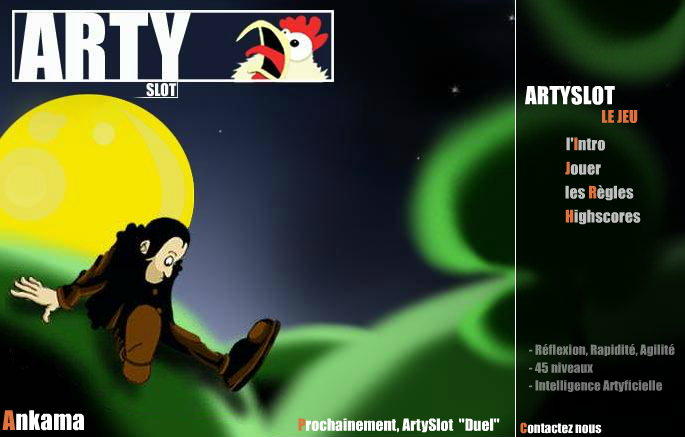 ARTY
SLOT
ARTYSLOT
LE JEU
l'Intro
Jouer
les Règles
Highscores
- Réflexion, Rapidité, Agilité
- 45 niveaux
- Intelligence Artyficielle
Ankama
Prochainement, ArtySlot "Duel"
Contactez nous